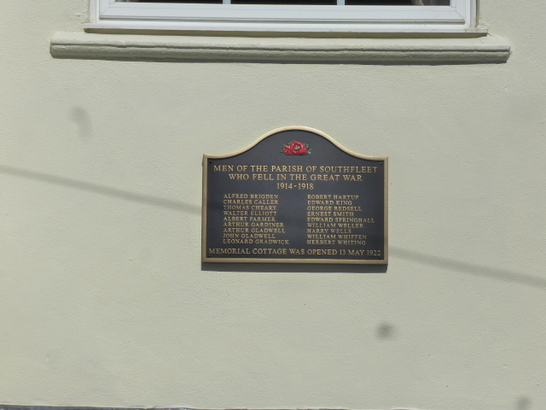 MEN OF THE PARISH OF SOUTHFLEET
WHO FELL IN THE GREAT WAR
1914-1918
ALFRED BRIGDEN
CHARLES CALLER
THOMAS CHEARY
WALTER ELLIOTT
ALBERT FARMER
ARTHUR GARDINER
ARTHUR GLADWELL
JOHN GLADWELL
LEONARD GRADWICK
ROBERT HARTUP
EDWARD KING
GEORGE REDSELL
ERNEST SMITH
EDWARD SPRINGHALL
WILLIAM WELLER
HARRY WELLS
WILLIAM WHIFFEN
HERBERT WHITING
MEMORIAL COTTAGE WAS OPENED 13 MAY 1922